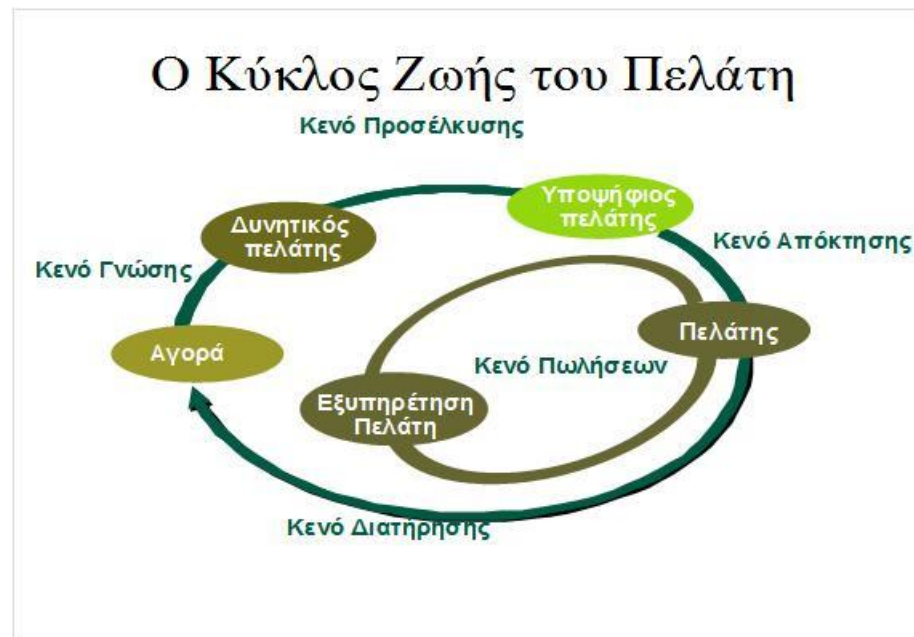 Ο Κύκλος Ζωής του Πελάτη
Κενό Προσέλκυσης
Υποψήφιος
πελάτης
Δυνητικός
πελάτης
Κενό Απόκτησης
Κενό Γνώσης
Πελάτης
Αγορά
Κενό Πωλήσεων
Εξυπηρέτηση
Πελάτη
Κενό Διατήρησης